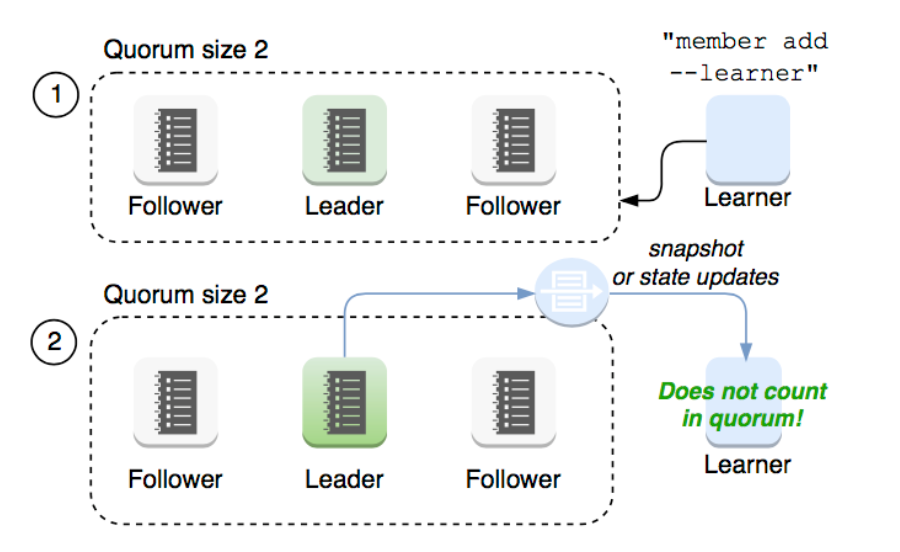 Quorum size 2
"member add
--learner"
1
Follower
Leader
Follower
Learner
snapshot
or state updates
Quorum size 2
2
Does not count
in quorum!
Follower
Leader
Follower
Learner